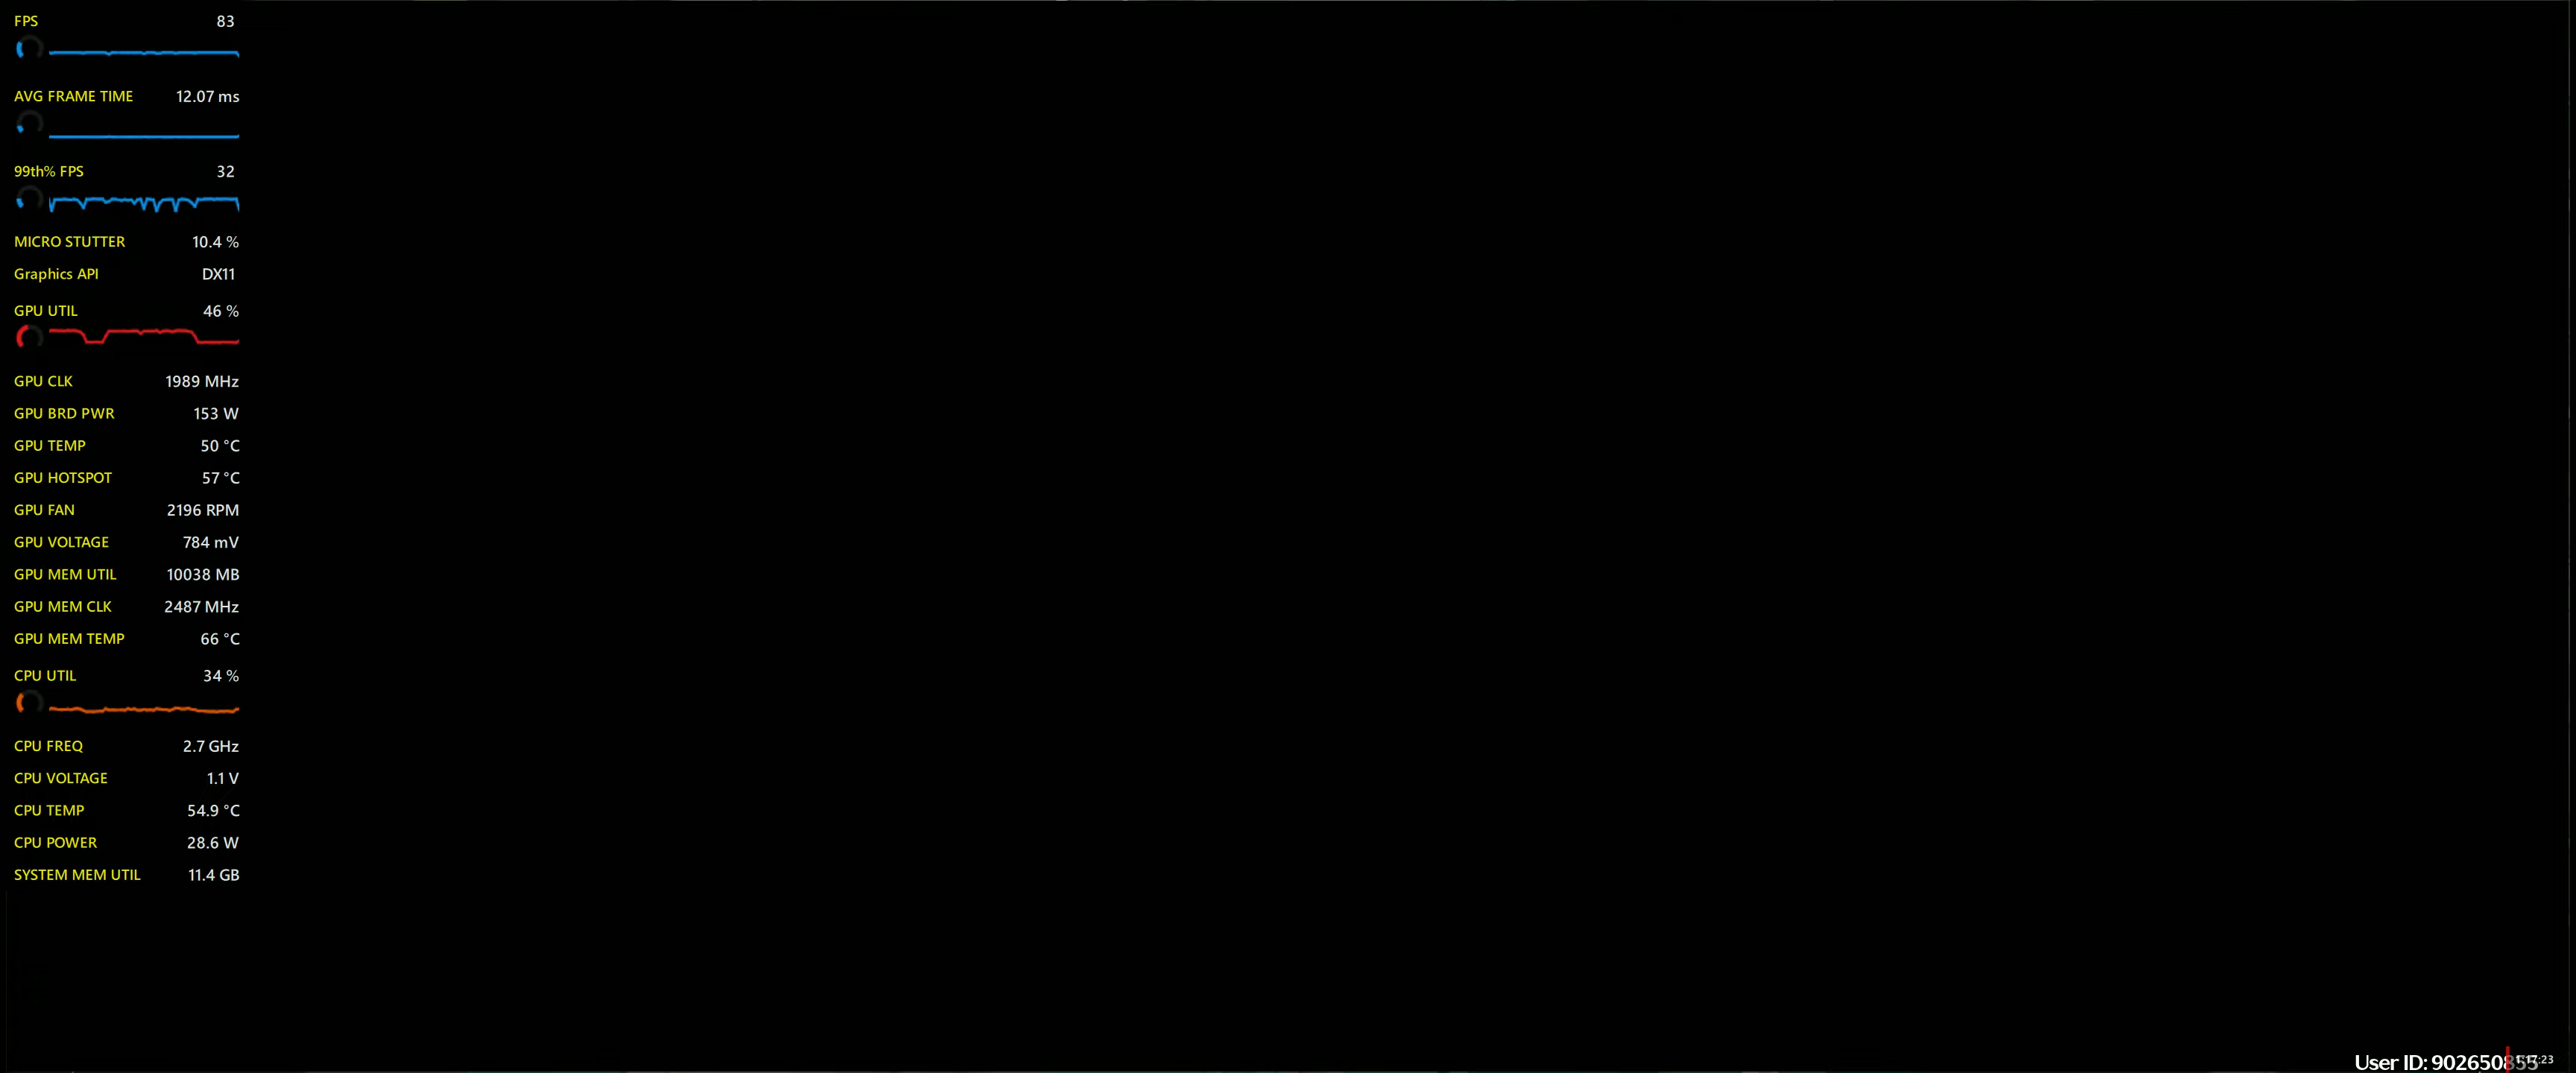 FPS 83
AVG FRAME TIME 12.07 ms
99th% FPS 32
MICRO STUTTER 10.4 %
Graphics API DX11
GPU UTIL 46 %
GPU CLK 1989 MHz
GPU BRD PWR 153 W
GPU TEMP 50 °C
GPU HOTSPOT 57 °C
GPU FAN 2196 RPM
GPU VOLTAGE 784 mV
GPU MEM UTIL 10038 MB
GPU MEM CLK 2487 MHz
GPU MEM TEMP 66 °C
CPU UTIL 34 %
CPU FREQ 2.7 GHz
CPU VOLTAGE 1.1 V
CPU TEMP 54.9 °C
CPU POWER 28.6 W
SYSTEM MEM UTIL 11.4 GB
User ID: